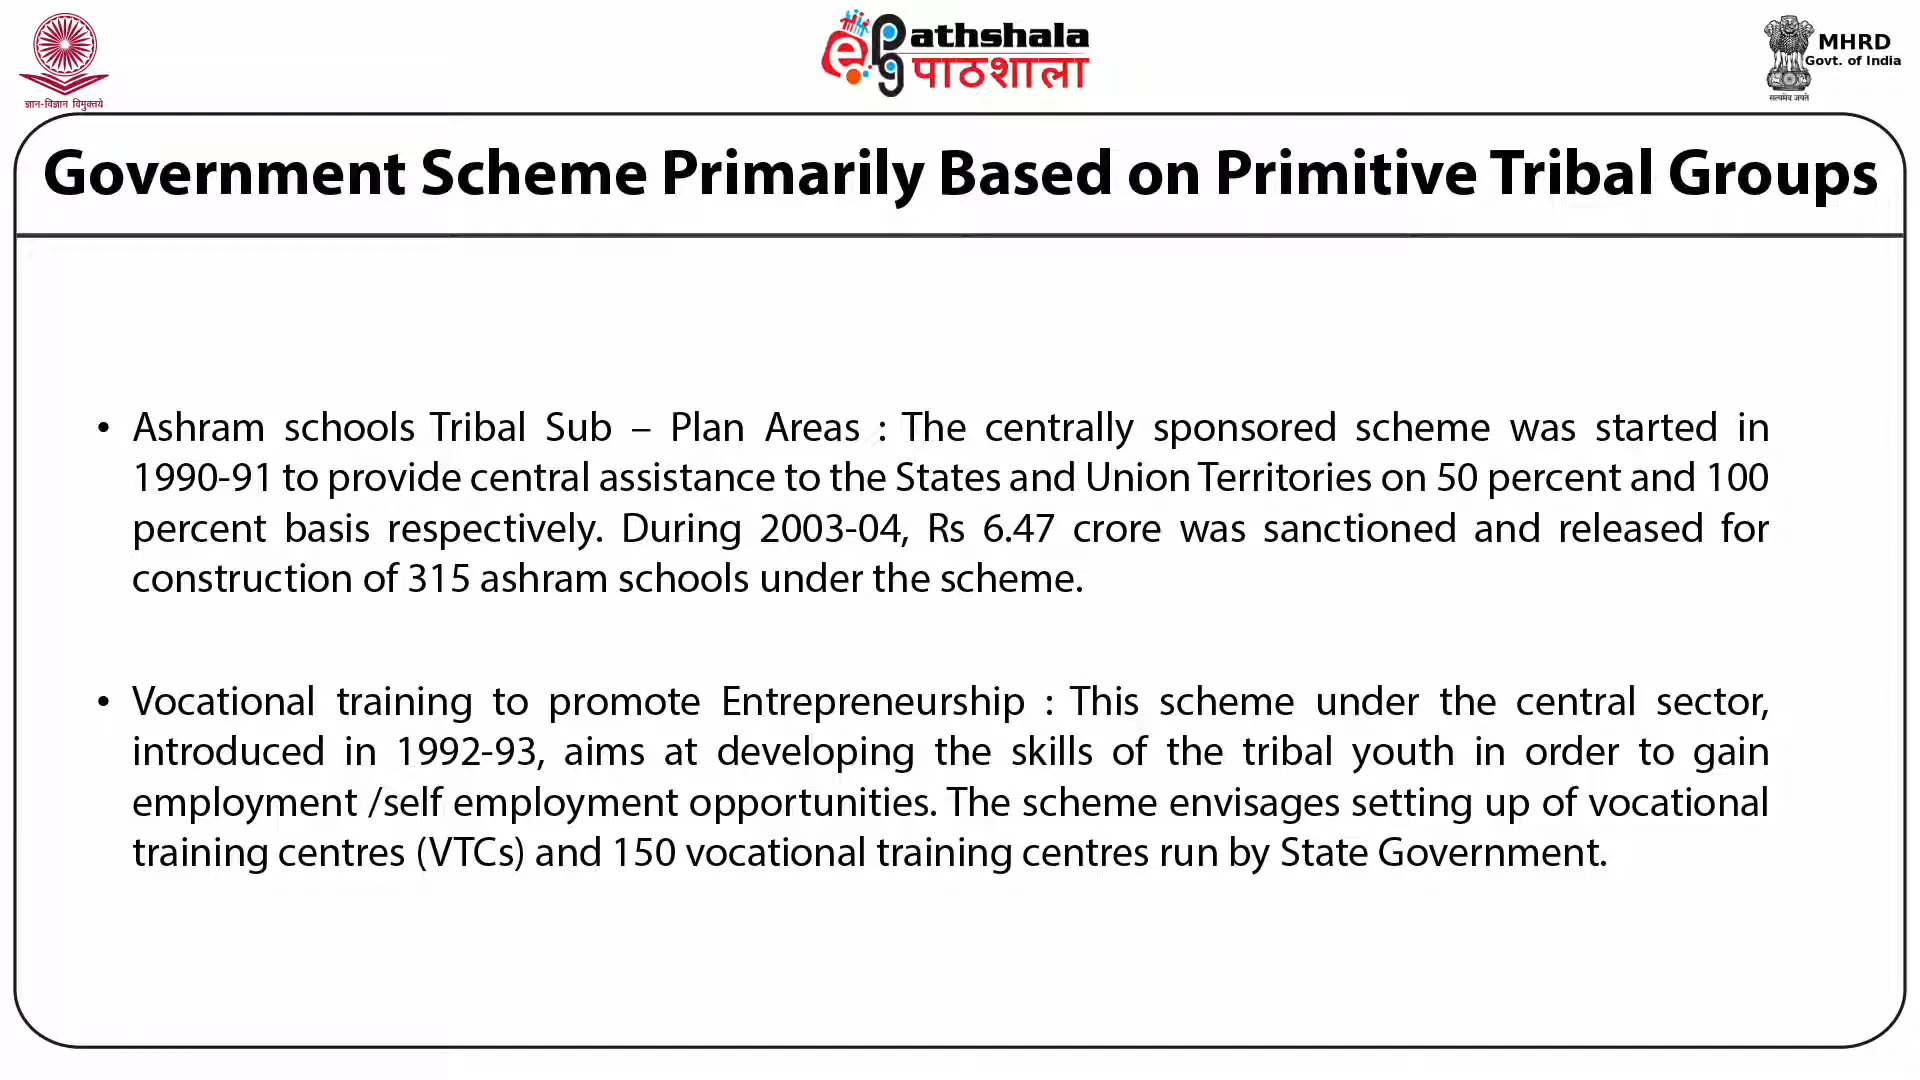 ज्ञान-विज्ञान विमुक्तये
e Pathshala
पाठशाला
MHRD
Govt. of India
सत्यमेव जयते
Government Scheme Primarily Based on Primitive Tribal Groups
• Ashram schools Tribal Sub – Plan Areas : The centrally sponsored scheme was started in
1990-91 to provide central assistance to the States and Union Territories on 50 percent and 100
percent basis respectively. During 2003-04, Rs 6.47 crore was sanctioned and released for
construction of 315 ashram schools under the scheme.
• Vocational training to promote Entrepreneurship : This scheme under the central sector,
introduced in 1992-93, aims at developing the skills of the tribal youth in order to gain
employment /self employment opportunities. The scheme envisages setting up of vocational
training centres (VTCs) and 150 vocational training centres run by State Government.